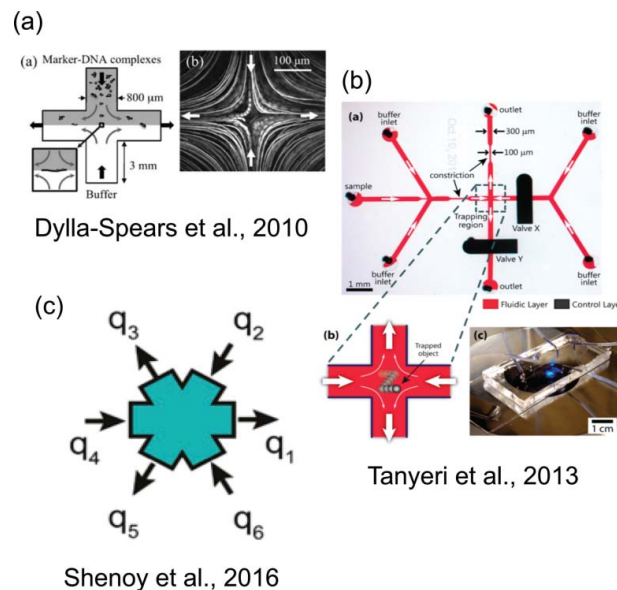 (a)
(a)
Marker-DNA complexes
800 μm
3 mm
Buffer
(b)
100 μm
Dylla-Spears et al., 2010
(b)
(a)
outlet
buffer
inlet
buffer
inlet
300 μm
100 μm
constriction
sample
Trapping
region
Valve X
Valve Y
buffer
inlet
outlet
buffer
inlet
1 mm
Fluidic Layer
Control Lay
(b)
Trapped
object
(c)
1 cm
Tanyeri et al., 2013
(c)
q3
q2
q4
q1
q5
q6
Shenoy et al., 2016